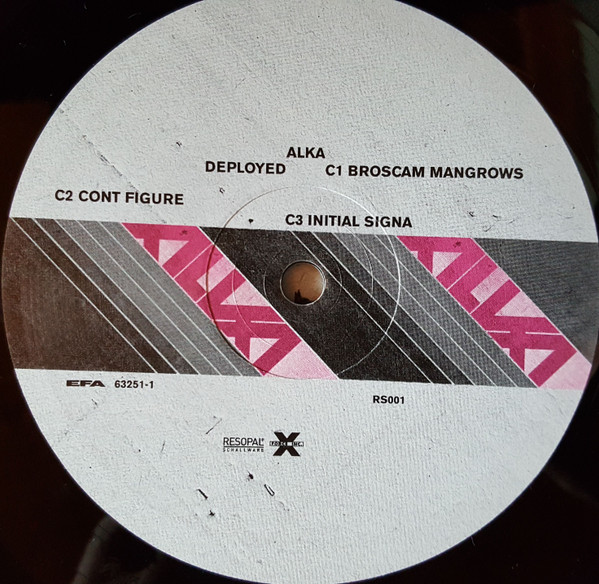 ALKA
DEPLOYED C1 BROSCAM MANGROWS
C2 CONT FIGURE
C3 INITIAL SIGNA
ALKA ALKA
EFA 63251-1
RS001
RESOPAL
SCHALLWARE
X